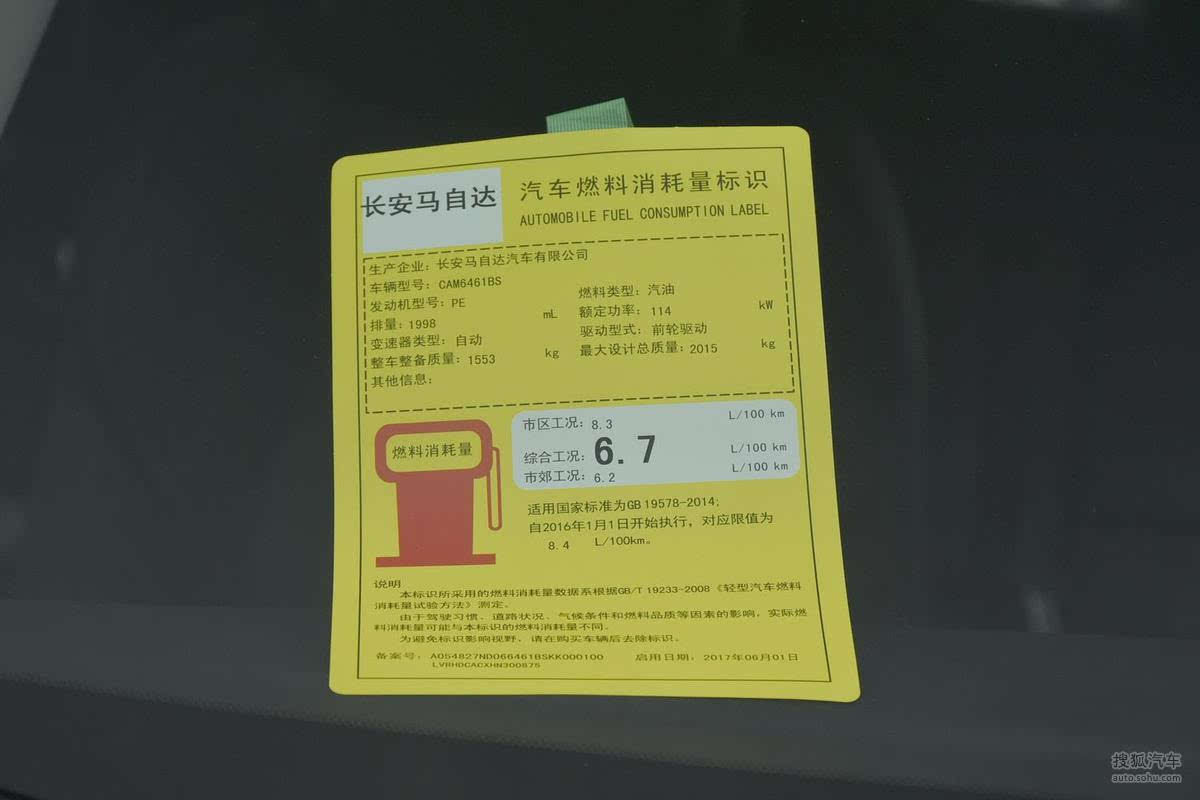 长安马自达
汽车燃料消耗量标识
AUTOMOBILE FUEL CONSUMPTION LABEL
生产企业：长安马自达汽车有限公司
车辆型号：CAM6461BS
发动机型号：PE 燃料类型：汽油
排量：1998 mL 额定功率：114 kW
变速器类型：自动 驱动型式：前轮驱动
整车整备质量：1553 kg 最大设计总质量：2015 kg
其他信息：
燃料消耗量
市区工况：8.3 L/100 km
综合工况：6.7 L/100 km
市郊工况：6.2 L/100 km
适用国家标准为GB 19578-2014;
自2016年1月1日开始执行，对应限值为
8.4 L/100km。
说明
本标识所采用的燃料消耗量数据系根据GB/T 19233-2008《轻型汽车燃料
消耗量试验方法》测定。
由于驾驶习惯、道路状况、气候条件和燃料品质等因素的影响，实际燃
料消耗量可能与本标识的燃料消耗量不同。
为避免标识影响视野，请在购买车辆后去除标识。
备案号：A054827ND066461BSKK000100 启用日期：2017年06月01日
LVRHDCACXHN300875
搜狐汽车
auto.sohu.com